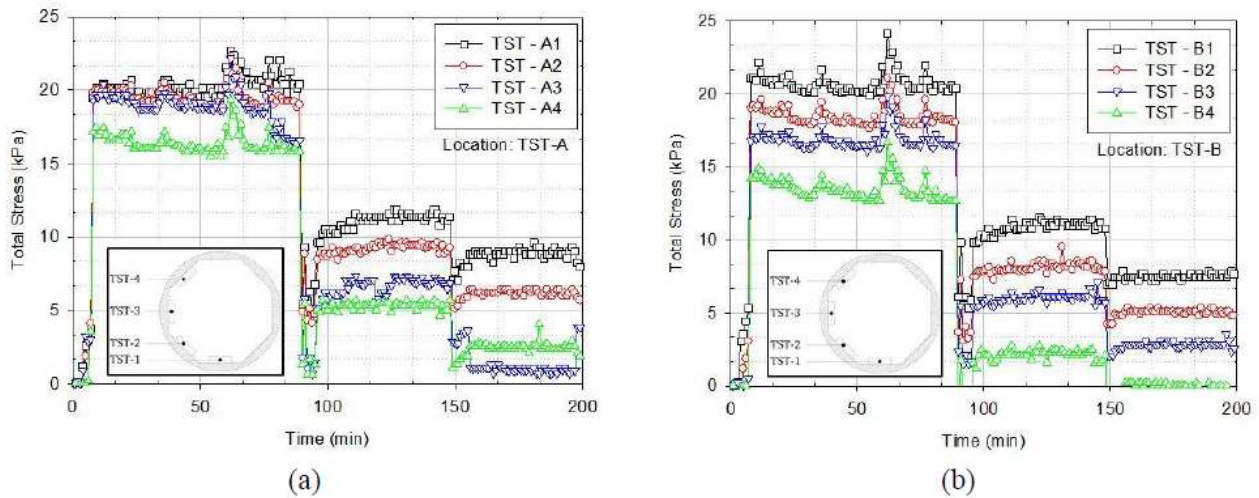 25
20
15
10
5
0
Total Stress (kPa)
TST - A1
TST - A2
TST - A3
TST - A4
Location: TST-A
TST-4
TST-3
TST-2
TST-1
0 50 100 150 200
Time (min)
(a)
25
20
15
10
5
0
Total Stress (kPa)
TST - B1
TST - B2
TST - B3
TST - B4
Location: TST-B
TST-4
TST-3
TST-2
TST-1
0 50 100 150 200
Time (min)
(b)